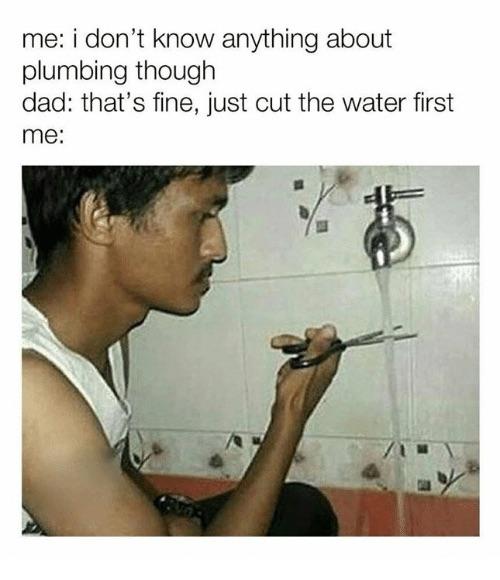 me: i don't know anything about
plumbing though
dad: that's fine, just cut the water first
me: